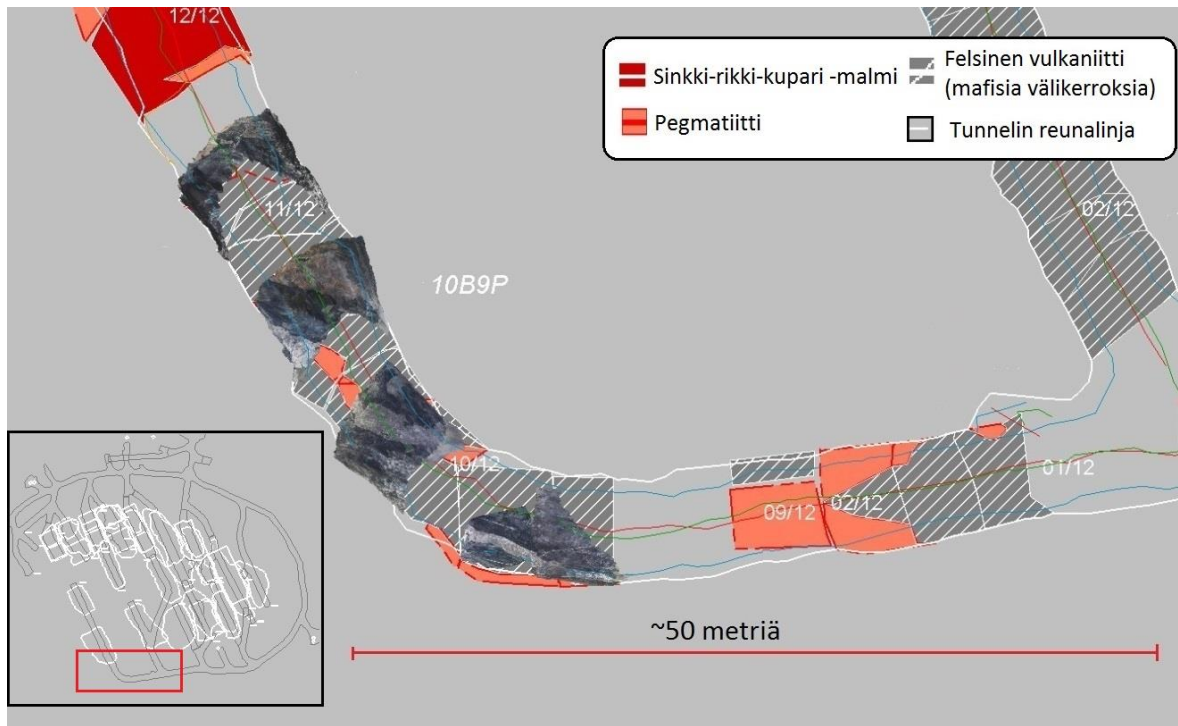 12/12
Sinkki-rikki-kupari -malmi
Pegmatiitti
Felsinen vulkaniitti
(mafisia välikerroksia)
Tunnelin reunalinja
11/12
02/12
10B9P
10/12
09/12
02/12
01/12
~50 metriä